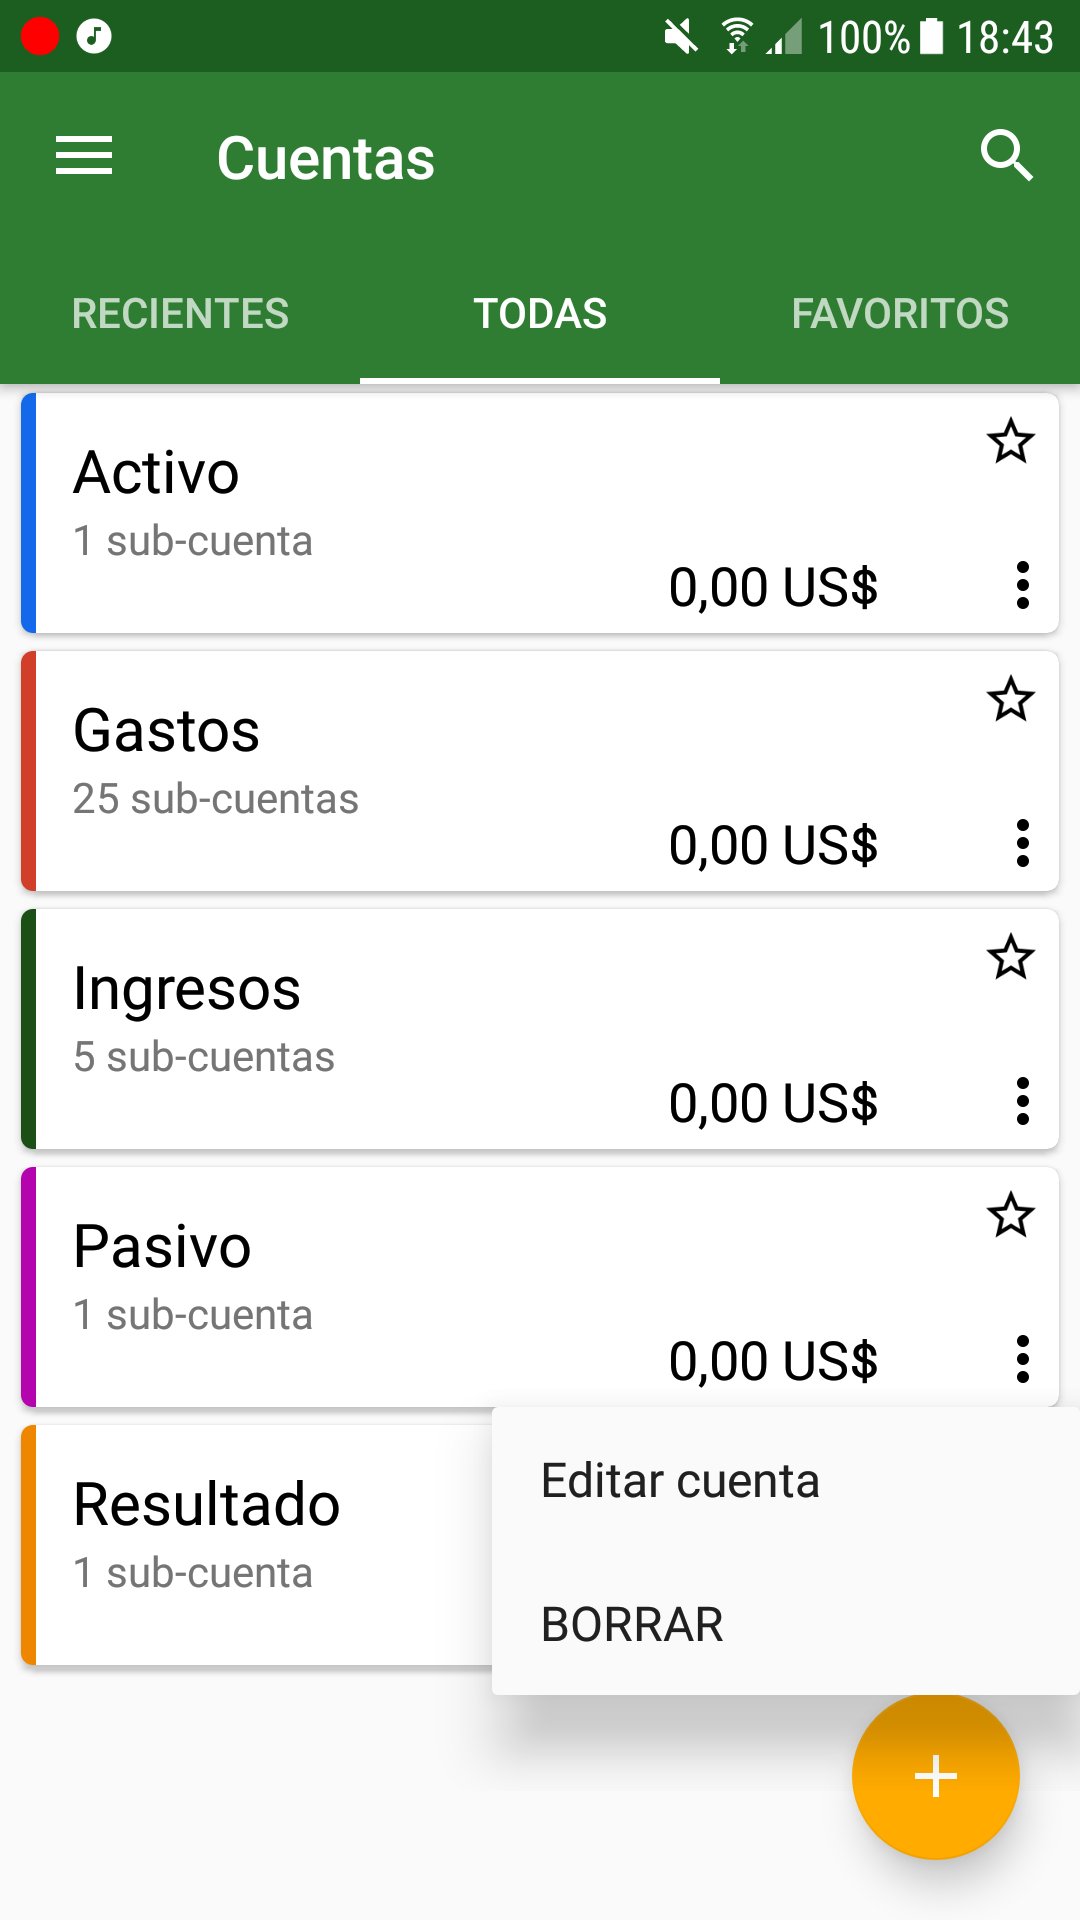 100% 18:43
Cuentas
RECIENTES TODAS FAVORITOS
Activo
1 sub-cuenta
0,00 US$
Gastos
25 sub-cuentas
0,00 US$
Ingresos
5 sub-cuentas
0,00 US$
Pasivo
1 sub-cuenta
0,00 US$
Resultado
1 sub-cuenta
Editar cuenta
BORRAR